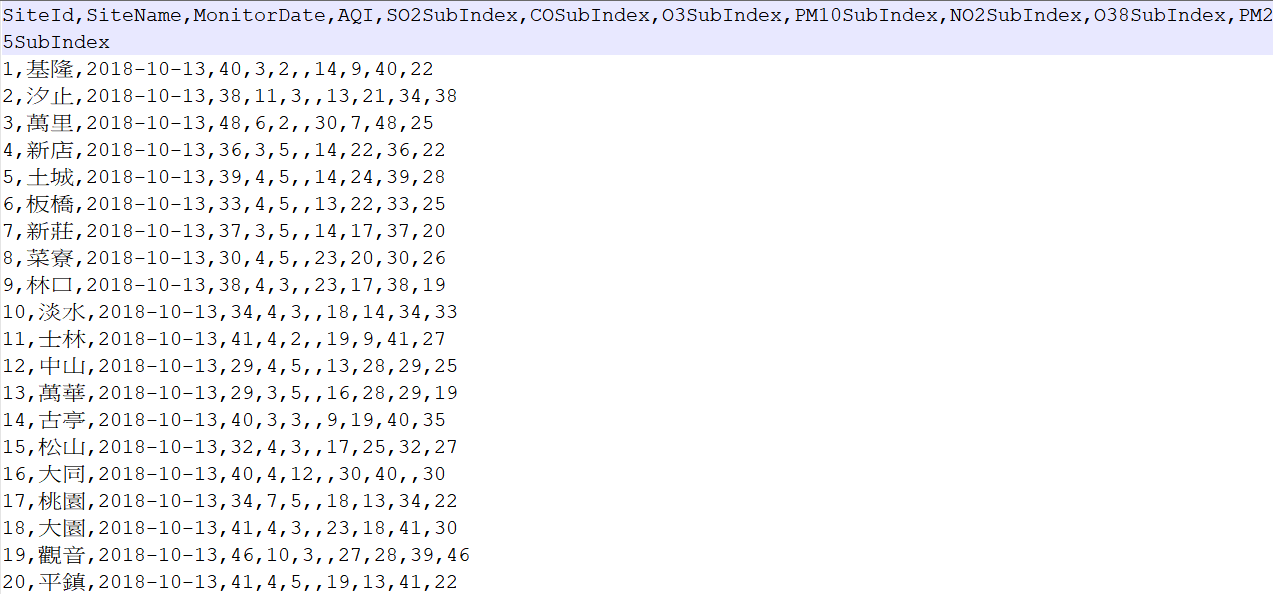 SiteId,SiteName,MonitorDate,AQI,SO2SubIndex,COSubIndex,O3SubIndex,PM10SubIndex,NO2SubIndex,O38SubIndex,PM2
5SubIndex
1,基隆,2018-10-13,40,3,2,,14,9,40,22
2,汐止,2018-10-13,38,11,3,,13,21,34,38
3,萬里,2018-10-13,48,6,2,,30,7,48,25
4,新店,2018-10-13,36,3,5,,14,22,36,22
5,土城,2018-10-13,39,4,5,,14,24,39,28
6,板橋,2018-10-13,33,4,5,,13,22,33,25
7,新莊,2018-10-13,37,3,5,,14,17,37,20
8,菜寮,2018-10-13,30,4,5,,23,20,30,26
9,林口,2018-10-13,38,4,3,,23,17,38,19
10,淡水,2018-10-13,34,4,3,,18,14,34,33
11,士林,2018-10-13,41,4,2,,19,9,41,27
12,中山,2018-10-13,29,4,5,,13,28,29,25
13,萬華,2018-10-13,29,3,5,,16,28,29,19
14,古亭,2018-10-13,40,3,3,,9,19,40,35
15,松山,2018-10-13,32,4,3,,17,25,32,27
16,大同,2018-10-13,40,4,12,,30,40,,30
17,桃園,2018-10-13,34,7,5,,18,13,34,22
18,大園,2018-10-13,41,4,3,,23,18,41,30
19,觀音,2018-10-13,46,10,3,,27,28,39,46
20,平鎮,2018-10-13,41,4,5,,19,13,41,22